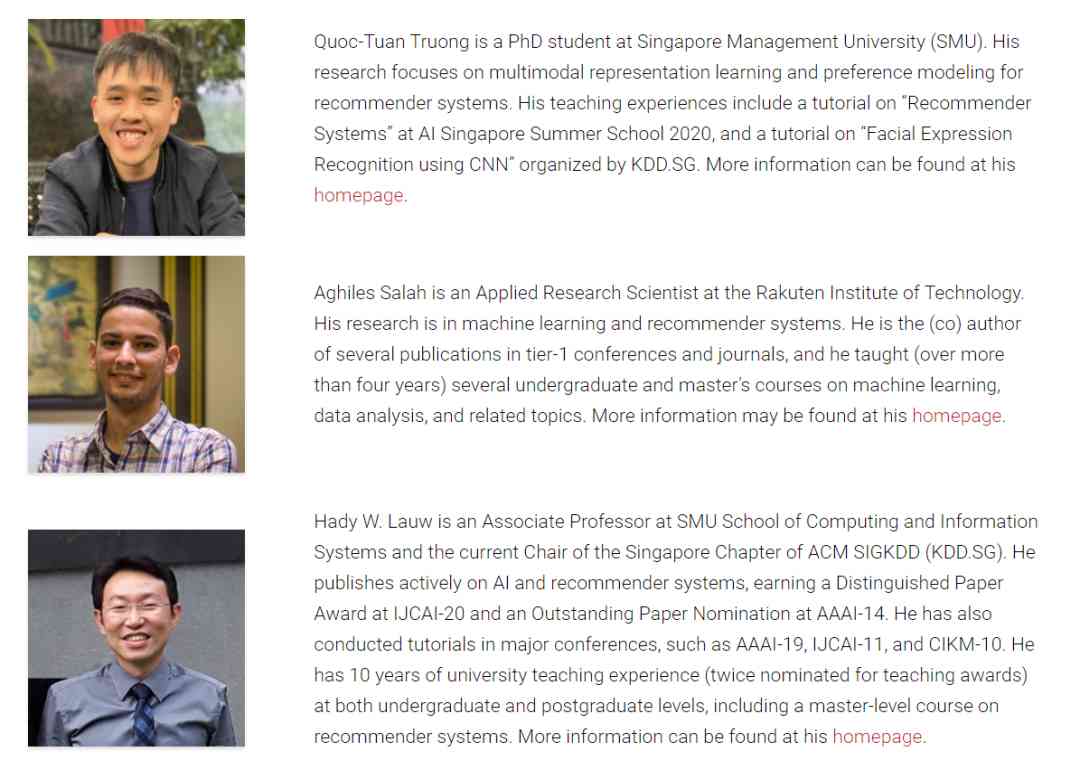 Quoc-Tuan Truong is a PhD student at Singapore Management University (SMU). His
research focuses on multimodal representation learning and preference modeling for
recommender systems. His teaching experiences include a tutorial on “Recommender
Systems” at AI Singapore Summer School 2020, and a tutorial on “Facial Expression
Recognition using CNN” organized by KDD.SG. More information can be found at his
homepage.
Aghiles Salah is an Applied Research Scientist at the Rakuten Institute of Technology.
His research is in machine learning and recommender systems. He is the (co) author
of several publications in tier-1 conferences and journals, and he taught (over more
than four years) several undergraduate and master’s courses on machine learning,
data analysis, and related topics. More information may be found at his homepage.
Hady W. Lauw is an Associate Professor at SMU School of Computing and Information
Systems and the current Chair of the Singapore Chapter of ACM SIGKDD (KDD.SG). He
publishes actively on AI and recommender systems, earning a Distinguished Paper
Award at IJCAI-20 and an Outstanding Paper Nomination at AAAI-14. He has also
conducted tutorials in major conferences, such as AAAI-19, IJCAI-11, and CIKM-10. He
has 10 years of university teaching experience (twice nominated for teaching awards)
at both undergraduate and postgraduate levels, including a master-level course on
recommender systems. More information can be found at his homepage.